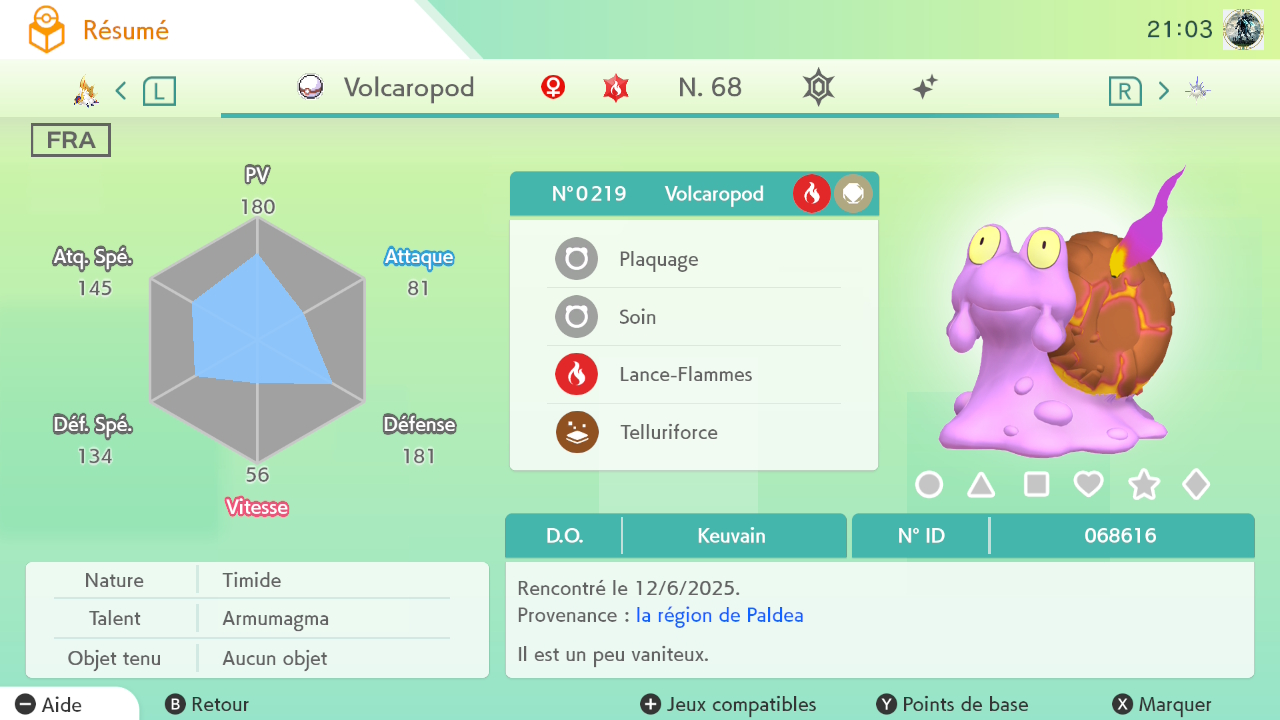 Résumé
21:03
L
Volcaropod
N. 68
R
FRA
PV
180
Atq. Spé.
145
Attaque
81
Déf. Spé.
134
Défense
181
56
Vitesse
N°0219 Volcaropod
Plaquage
Soin
Lance-Flammes
Telluriforce
D.O. Keuvain
N° ID 068616
Nature Timide
Talent Armumagma
Objet tenu Aucun objet
Rencontré le 12/6/2025.
Provenance : la région de Paldea
Il est un peu vaniteux.
Aide
B Retour
Jeux compatibles
Y Points de base
X Marquer